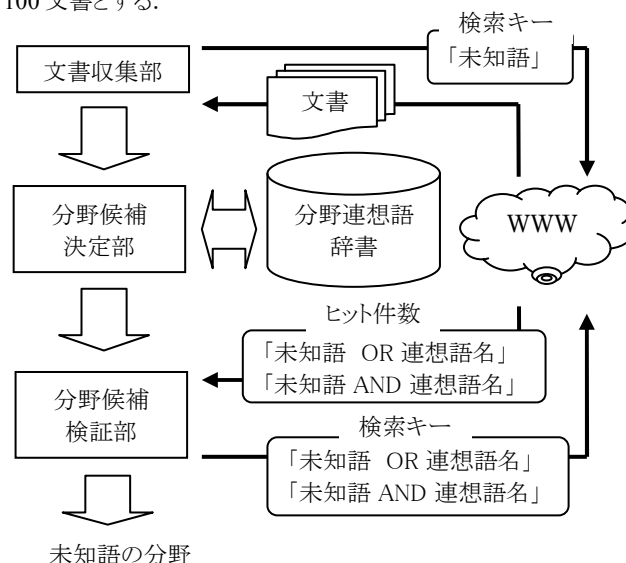 100 文書とする.
検索キー
「未知語」
文書収集部
文書
分野候補
決定部
分野連想語
辞書
WWW
ヒット件数
「未知語 OR 連想語名」
「未知語 AND 連想語名」
分野候補
検証部
検索キー
「未知語 OR 連想語名」
「未知語 AND 連想語名」
未知語の分野